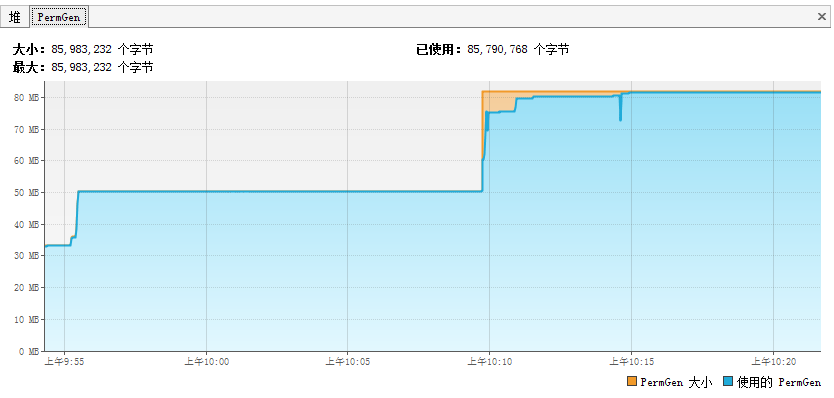 堆 PermGen
大小： 85,983,232 个字节 已使用： 85,790,768 个字节
最大： 85,983,232 个字节
80 MB
70 MB
60 MB
50 MB
40 MB
30 MB
20 MB
10 MB
0 MB
上午9:55 上午10:00 上午10:05 上午10:10 上午10:15 上午10:20
PermGen 大小 使用的 PermGen